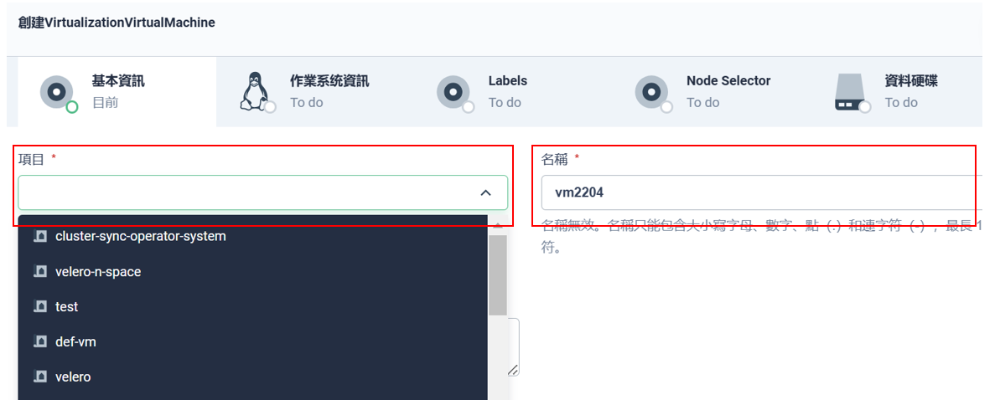 創建VirtualizationVirtualMachine
基本資訊
目前
作業系統資訊
To do
Labels
To do
Node Selector
To do
資料硬碟
To do
項目 *
名稱 *
vm2204
名稱無效。名稱只能包含大小寫字母、數字、點（.）和連字符（-），最長 1
符。
cluster-sync-operator-system
velero-n-space
test
def-vm
velero